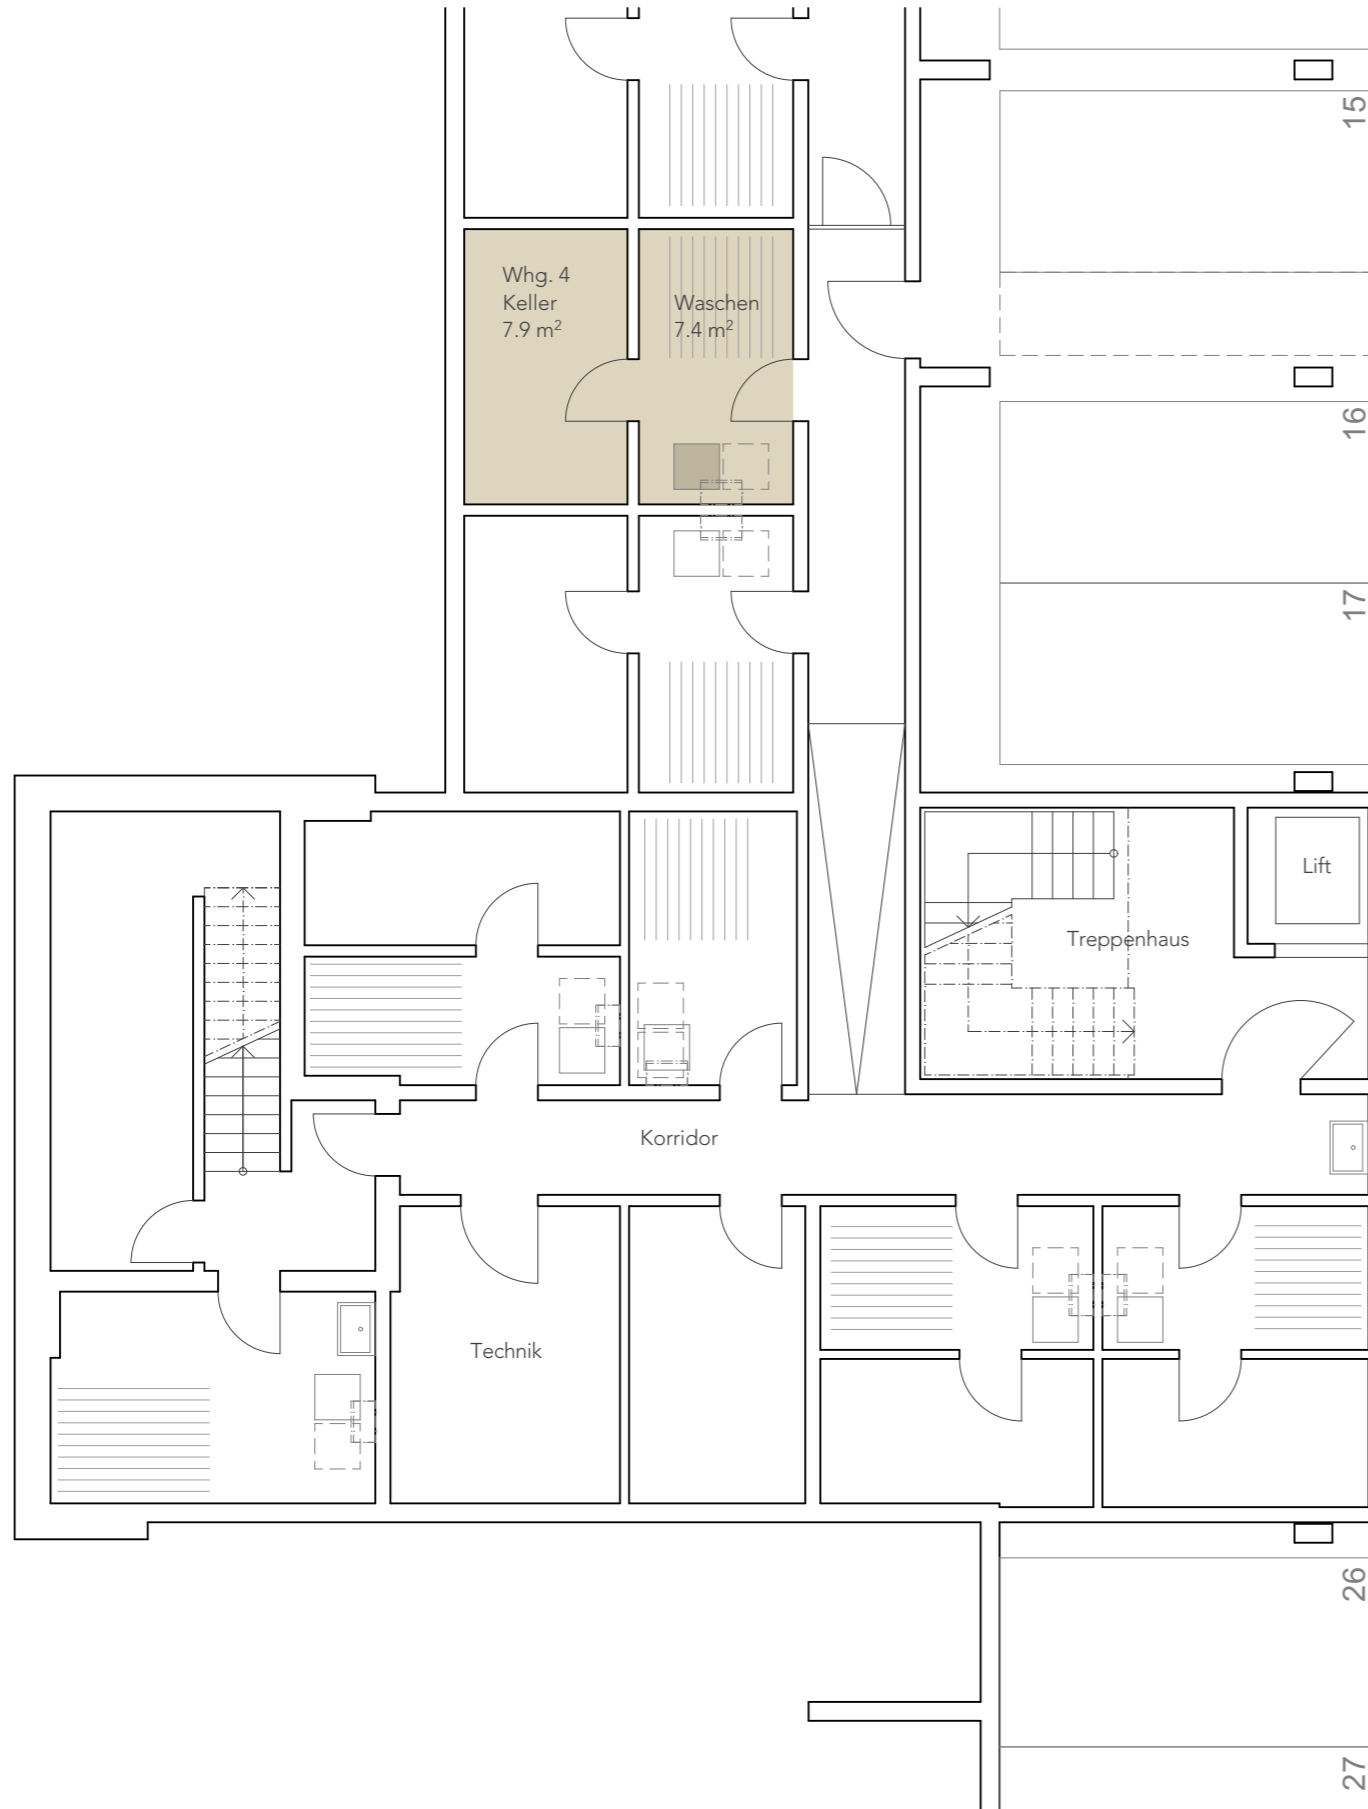 15
Whg. 4
Keller
7.9 m²
Waschen
7.4 m²
16
17
Lift
Treppenhaus
Korridor
Technik
26
27